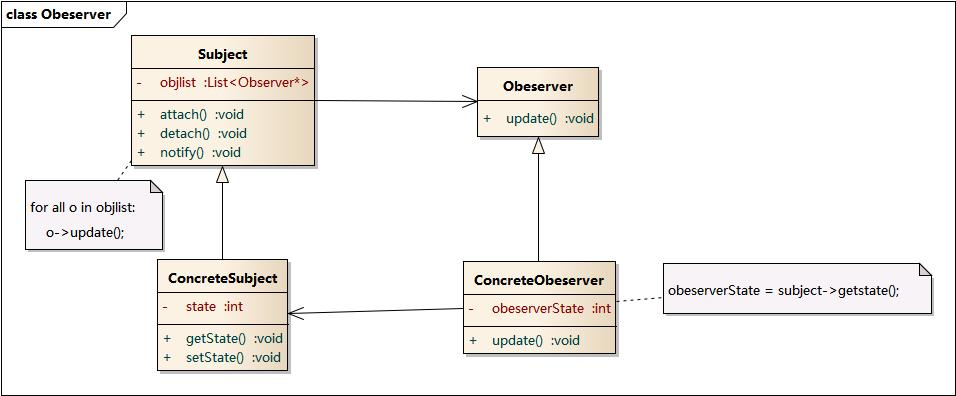 class Obeserver
Subject
- objlist :List<Observer*>
+ attach() :void
+ detach() :void
+ notify() :void
Obeserver
+ update() :void
for all o in objlist:
o->update();
ConcreteSubject
- state :int
+ getState() :void
+ setState() :void
ConcreteObeserver
- obeserverState :int
+ update() :void
obeserverState = subject->getstate();